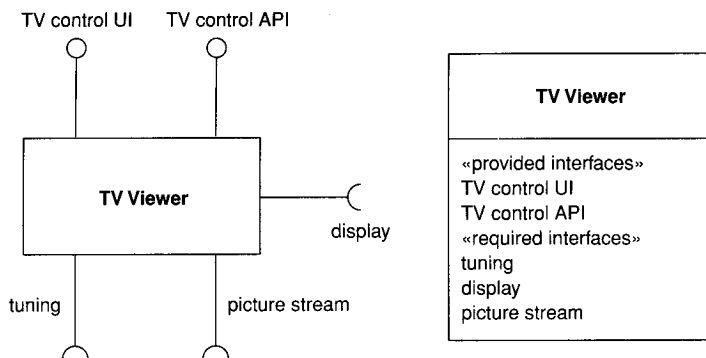 TV control UI
TV control API
TV Viewer
display
tuning
picture stream
TV Viewer
«provided interfaces»
TV control UI
TV control API
«required interfaces»
tuning
display
picture stream